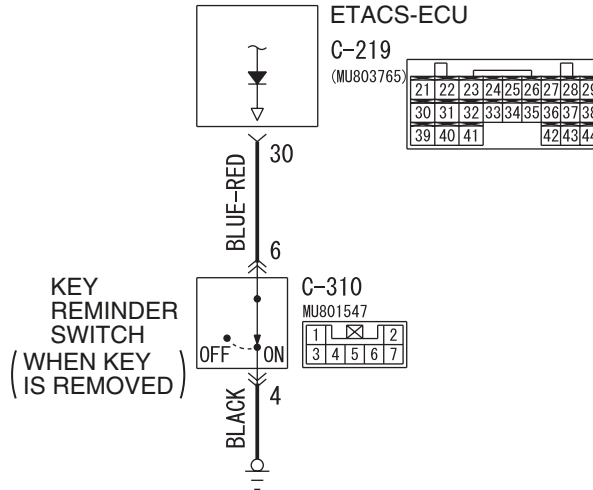 ETACS-ECU
C-219
(MU803765)
21 22 23 24 25 26 27 28 29
30 31 32 33 34 35 36 37 38
39 40 41 42 43 44
30
BLUE-RED
6
KEY
REMINDER
SWITCH
(WHEN KEY
IS REMOVED)
OFF ON
C-310
MU801547
1 2
3 4 5 6 7
4
BLACK